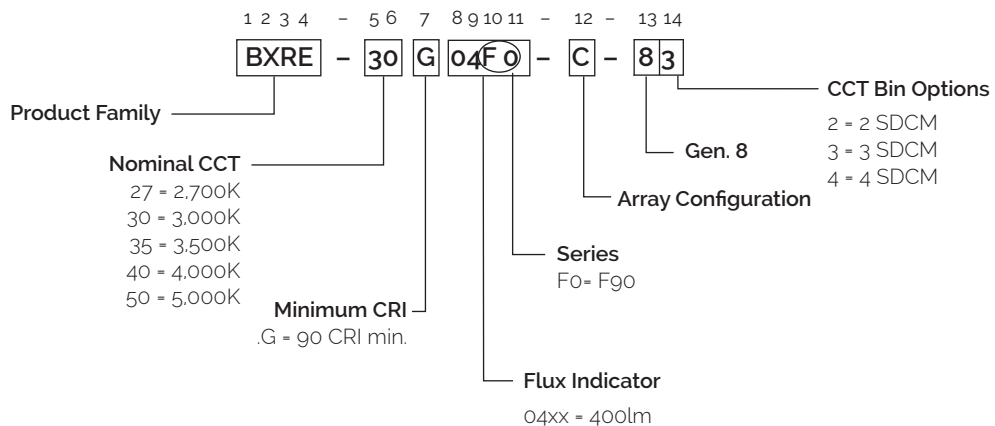 1 2 3 4 – 5 6 7 8 9 10 11 – 12 – 13 14
BXRE – 30 G 04F0 – C – 83
Product Family
Nominal CCT
27 = 2,700K
30 = 3,000K
35 = 3,500K
40 = 4,000K
50 = 5,000K
Minimum CRI
.G = 90 CRI min.
Flux Indicator
04xx = 400lm
Series
F0= F90
Array Configuration
Gen. 8
CCT Bin Options
2 = 2 SDCM
3 = 3 SDCM
4 = 4 SDCM